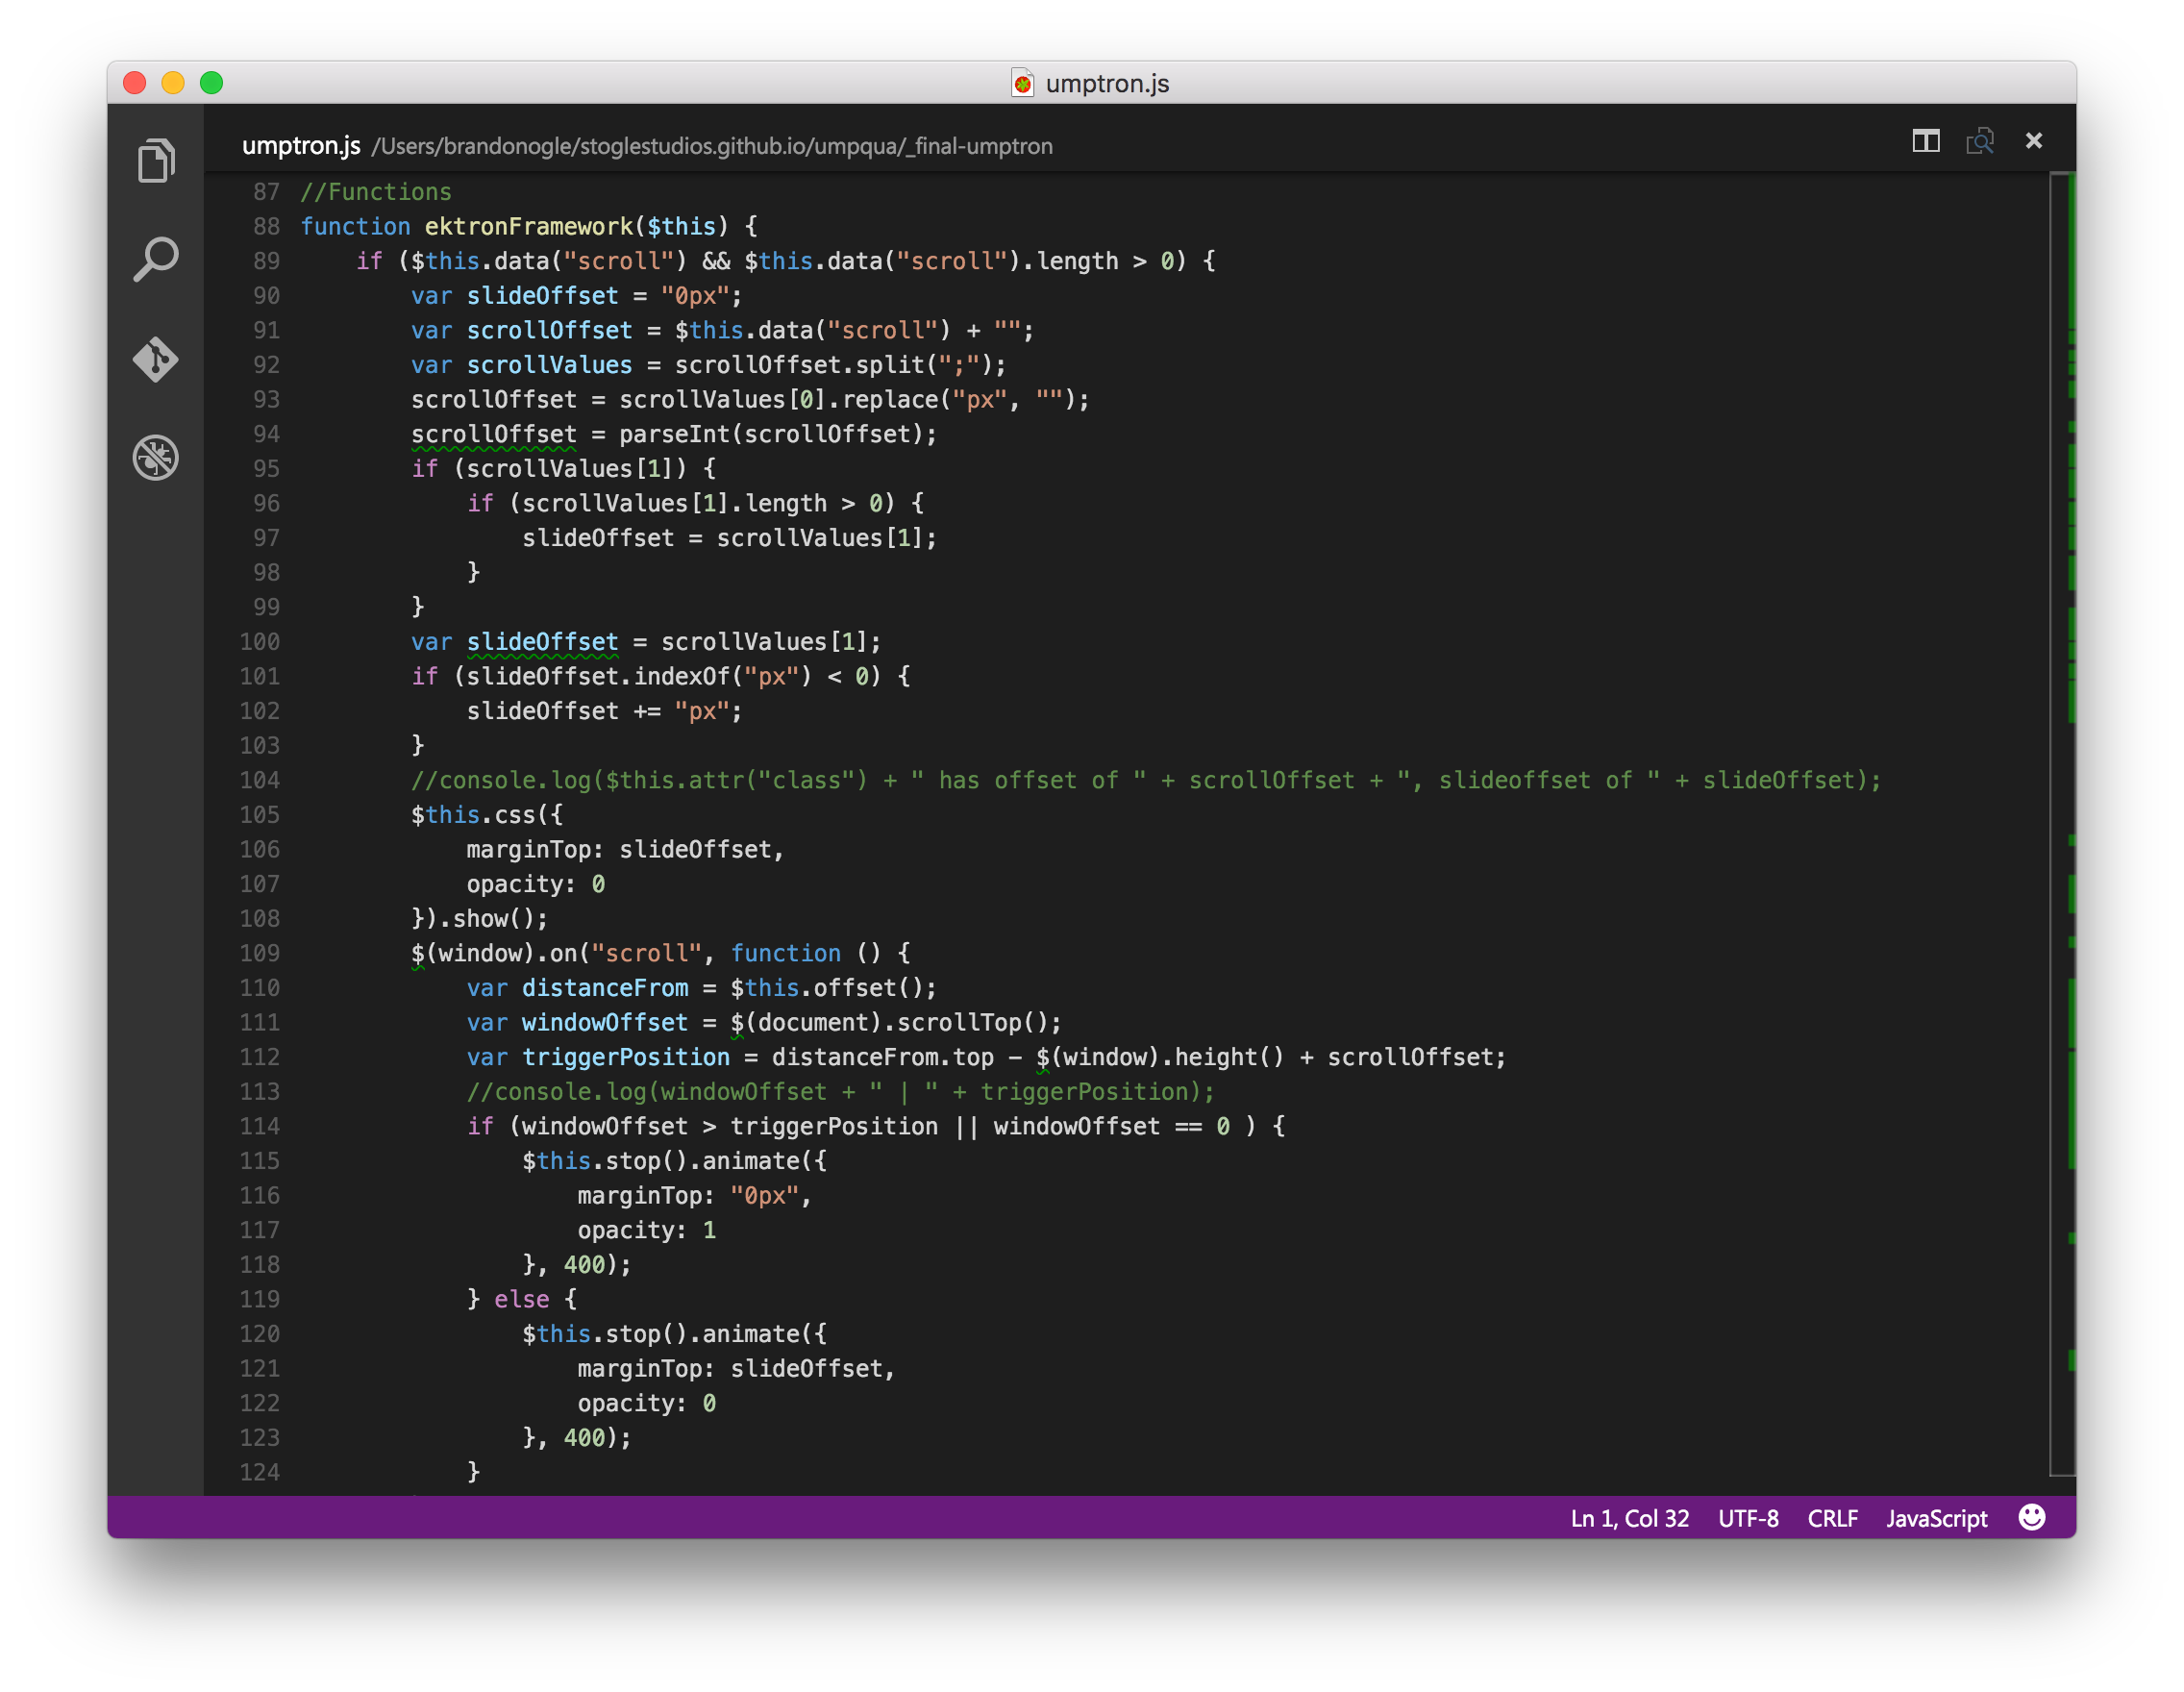 umptron.js
umptron.js /Users/brandonogle/stoglestudios.github.io/umpqua/_final-umptron
87 //Functions
88 function ektronFramework($this) {
89     if ($this.data("scroll") && $this.data("scroll").length > 0) {
90         var slideOffset = "0px";
91         var scrollOffset = $this.data("scroll") + "";
92         var scrollValues = scrollOffset.split(";");
93         scrollOffset = scrollValues[0].replace("px", "");
94         scrollOffset = parseInt(scrollOffset);
95         if (scrollValues[1]) {
96             if (scrollValues[1].length > 0) {
97                 slideOffset = scrollValues[1];
98             }
99         }
100         var slideOffset = scrollValues[1];
101         if (slideOffset.indexOf("px") < 0) {
102             slideOffset += "px";
103         }
104         //console.log($this.attr("class") + " has offset of " + scrollOffset + ", slideoffset of " + slideOffset);
105         $this.css({
106             marginTop: slideOffset,
107             opacity: 0
108         }).show();
109         $(window).on("scroll", function () {
110             var distanceFrom = $this.offset();
111             var windowOffset = $(document).scrollTop();
112             var triggerPosition = distanceFrom.top - $(window).height() + scrollOffset;
113             //console.log(windowOffset + " | " + triggerPosition);
114             if (windowOffset > triggerPosition || windowOffset == 0 ) {
115                 $this.stop().animate({
116                     marginTop: "0px",
117                     opacity: 1
118                 }, 400);
119             } else {
120                 $this.stop().animate({
121                     marginTop: slideOffset,
122                     opacity: 0
123                 }, 400);
124             }
Ln 1, Col 32 UTF-8 CRLF JavaScript